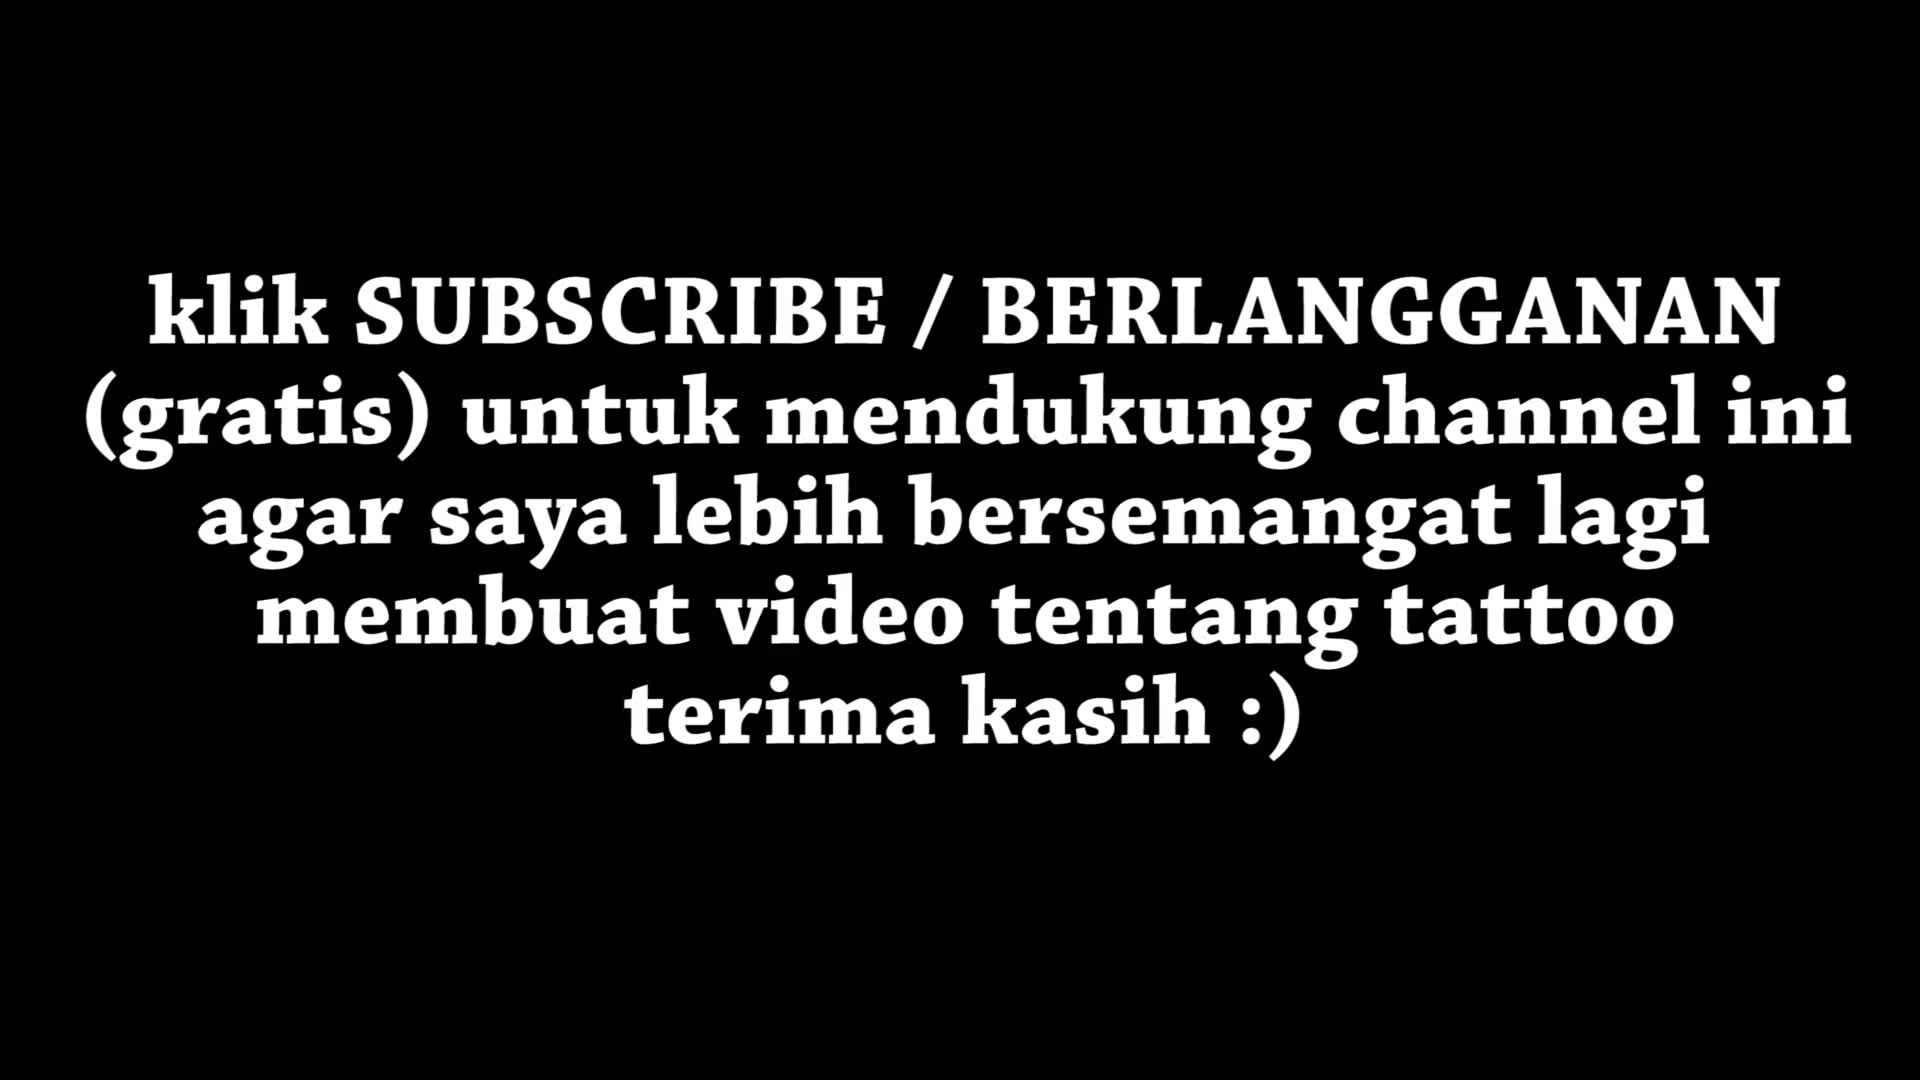 klik SUBSCRIBE / BERLANGGANAN
(gratis) untuk mendukung channel ini
agar saya lebih bersemangat lagi
membuat video tentang tattoo
terima kasih :)